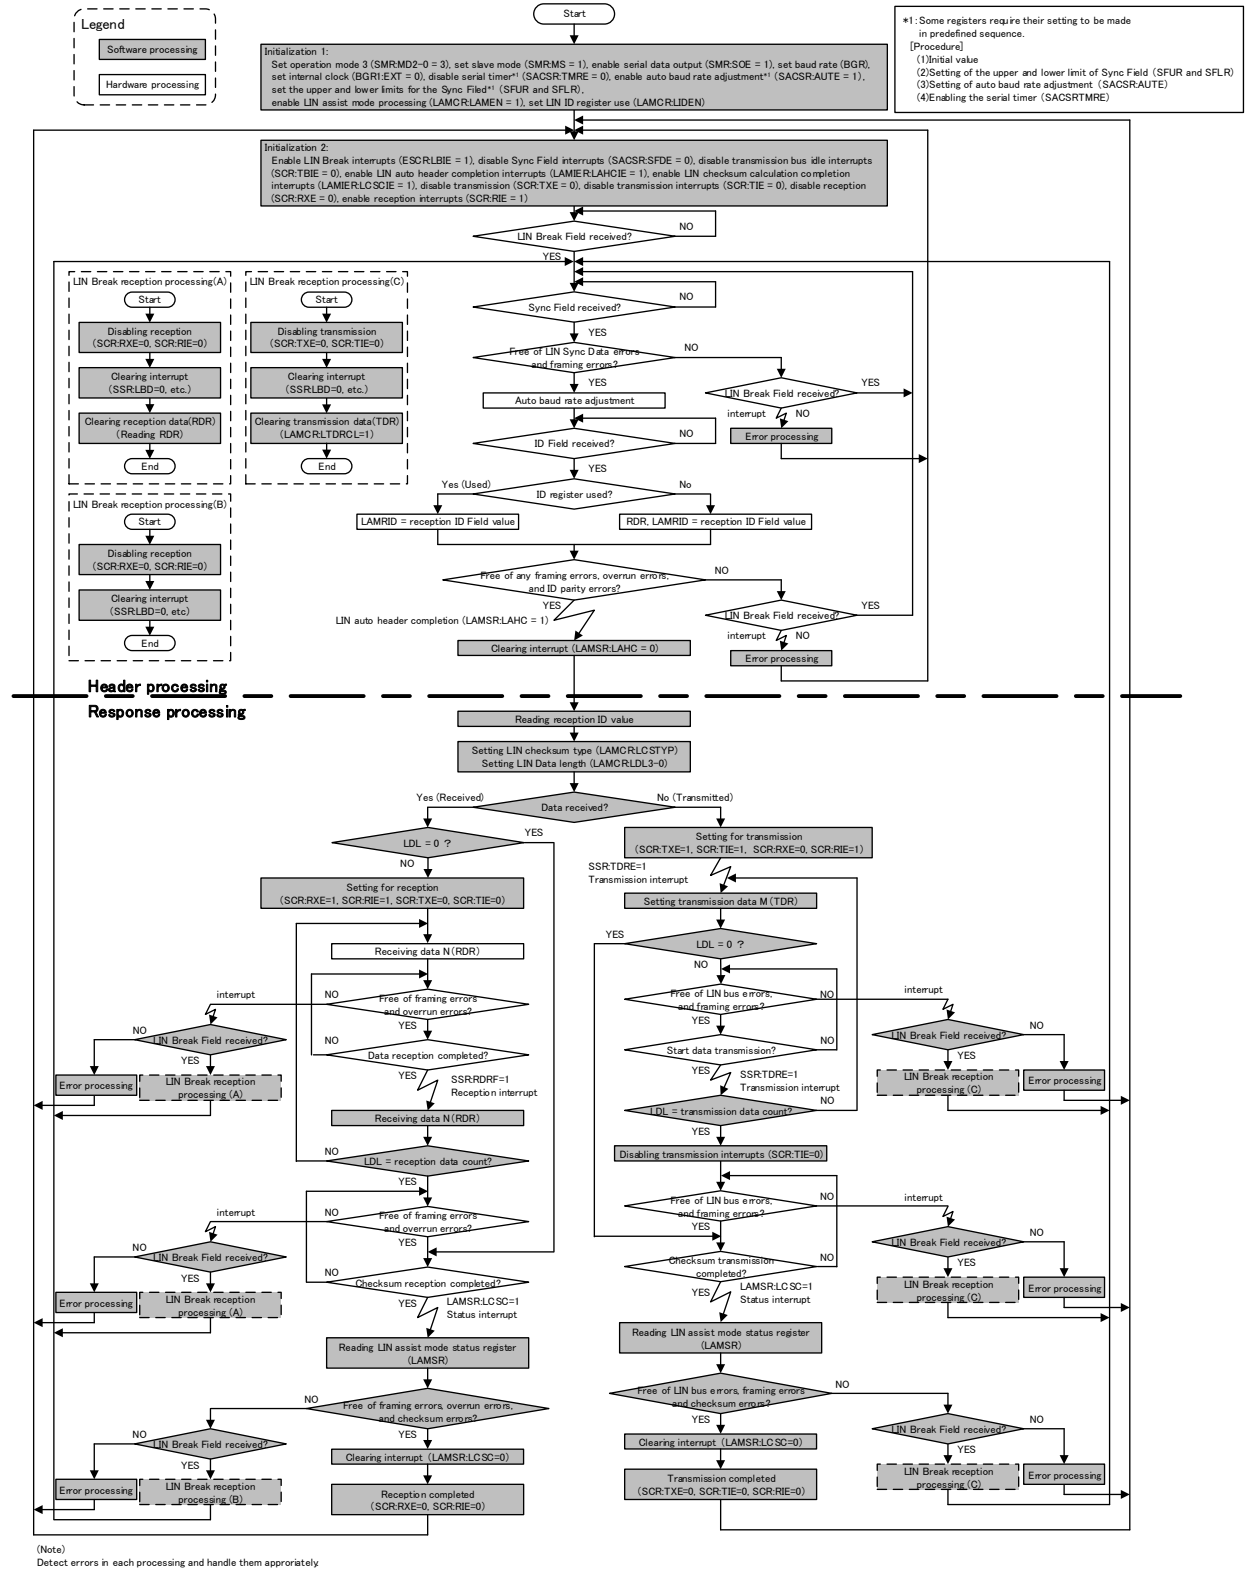 Start
Legend
Software processing
Hardware processing
*1: Some registers require their setting to be made
in predefined sequence.
[Procedure]
(1)Initial value
(2)Setting of the upper and lower limit of Sync Field (SFUR and SFLR)
(3)Setting of auto baud rate adjustment (SACSR:AUTE)
(4)Enabling the serial timer (SACSRTMRE)
Initialization 1:
Set operation mode 3 (SMR:MD2-0 = 3), set slave mode (SMR:MS = 1), enable serial data output (SMR:SOE = 1), set baud rate (BGR)
set internal clock (BGR1:EXT = 0), disable serial timer*1 (SACSR:TMRE = 0), enable auto baud rate adjustment*1 (SACSR:AUTE = 1),
set the upper and lower limits for the Sync Filed*1 (SFUR and SFLR),
enable LIN assist mode processing (LAMCR:LAMEN = 1), set LIN ID register use (LAMCR:LIDEN)
Initialization 2:
Enable LIN Break interrupts (ESCR:LBIE = 1), disable Sync Field interrupts (SACSR:SFDE = 0), disable transmission bus idle interrupts
(SCR:TBIE = 0), enable LIN auto header completion interrupts (LAMIER:LAHCIE = 1), enable LIN checksum calculation completion
interrupts (LAMIER:LCSCIE = 1), disable transmission (SCR:TXE = 0), disable transmission interrupts (SCR:TIE = 0), disable reception
(SCR:RXE = 0), enable reception interrupts (SCR:RIE = 1)
LIN Break Field received?
NO
YES
LIN Break reception processing(A)
Start
Disabling reception
(SCR:RXE=0, SCR:RIE=0)
Clearing interrupt
(SSR:LBD=0, etc.)
Clearing reception data(RDR)
(Reading RDR)
End
LIN Break reception processing(C)
Start
Disabling transmission
(SCR:TXE=0, SCR:TIE=0)
Clearing interrupt
(SSR:LBD=0, etc.)
Clearing transmission data(TDR)
(LAMCR:LTDRCL=1)
End
LIN Break reception processing(B)
Start
Disabling reception
(SCR:RXE=0, SCR:RIE=0)
Clearing interrupt
(SSR:LBD=0, etc)
End
Sync Field received?
NO
YES
Free of LIN Sync Data errors
and framing errors?
NO
YES
LIN Break Field received?
YES
interrupt
NO
Error processing
Auto baud rate adjustment
ID Field received?
NO
YES
Yes (Used)
ID register used?
No
LAMRID = reception ID Field value
RDR, LAMRID = reception ID Field value
Free of any framing errors, overrun errors,
and ID parity errors?
NO
YES
LIN Break Field received?
YES
interrupt
NO
Error processing
LIN auto header completion (LAMSR:LAHC = 1)
Clearing interrupt (LAMSR:LAHC = 0)
Header processing
Response processing
Reading reception ID value
Setting LIN checksum type (LAMCR:LCSTYP)
Setting LIN Data length (LAMCR:LDL3-0)
Yes (Received)
Data received?
No (Transmitted)
LDL = 0 ?
YES
NO
Setting for reception
(SCR:RXE=1, SCR:RIE=1, SCR:TXE=0, SCR:TIE=0)
Receiving data N(RDR)
Free of framing errors
and overrun errors?
NO
interrupt
YES
NO
LIN Break Field received?
YES
Error processing
LIN Break reception
processing (A)
Data reception completed?
NO
YES
SSR:RDRF=1
Reception interrupt
Receiving data N(RDR)
NO
LDL = reception data count?
YES
Free of framing errors
and overrun errors?
NO
interrupt
YES
NO
LIN Break Field received?
YES
Error processing
LIN Break reception
processing (A)
NO
Checksum reception completed?
YES
LAMSR:LCSC=1
Status interrupt
Reading LIN assist mode status register
(LAMSR)
NO
Free of framing errors, overrun errors,
and checksum errors?
YES
NO
LIN Break Field received?
YES
Error processing
LIN Break reception
processing (B)
Clearing interrupt (LAMSR:LCSC=0)
Reception completed
(SCR:RXE=0, SCR:RIE=0)
Setting for transmission
(SCR:TXE=1, SCR:TIE=1, SCR:RXE=0, SCR:RIE=1)
SSR:TDRE=1
Transmission interrupt
Setting transmission data M (TDR)
YES
LDL = 0 ?
NO
Free of LIN bus errors,
and framing errors?
NO
interrupt
YES
LIN Break Field received?
NO
YES
LIN Break reception
processing (C)
Error processing
Start data transmission?
NO
YES
SSR:TDRE=1
Transmission interrupt
LDL = transmission data count?
NO
YES
Disabling transmission interrupts (SCR:TIE=0)
Free of LIN bus errors,
and framing errors?
NO
interrupt
YES
LIN Break Field received?
NO
YES
LIN Break reception
processing (C)
Error processing
Checksum transmission
completed?
NO
YES
LAMSR:LCSC=1
Status interrupt
Reading LIN assist mode status register
(LAMSR)
Free of LIN bus errors, framing errors
and checksum errors?
NO
YES
LIN Break Field received?
NO
YES
LIN Break reception
processing (C)
Error processing
Clearing interrupt (LAMSR:LCSC=0)
Transmission completed
(SCR:TXE=0, SCR:TIE=0, SCR:RIE=0)
(Note)
Detect errors in each processing and handle them approriately.